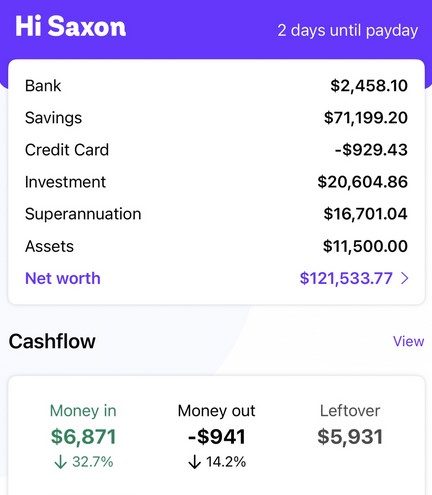 Hi Saxon
2 days until payday
Bank $2,458.10
Savings $71,199.20
Credit Card -$929.43
Investment $20,604.86
Superannuation $16,701.04
Assets $11,500.00
Net worth $121,533.77
Cashflow View
Money in Money out Leftover
$6,871 -$941 $5,931
↓ 32.7% ↓ 14.2%